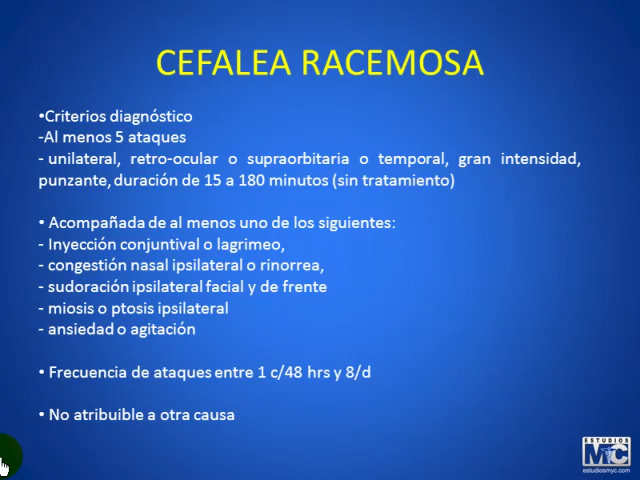 CEFALEA RACEMOSA
•Criterios diagnóstico
-Al menos 5 ataques
- unilateral, retro-ocular o supraorbitaria o temporal, gran intensidad,
punzante, duración de 15 a 180 minutos (sin tratamiento)
• Acompañada de al menos uno de los siguientes:
- Inyección conjuntival o lagrimeo,
- congestión nasal ipsilateral o rinorrea,
- sudoración ipsilateral facial y de frente
- miosis o ptosis ipsilateral
- ansiedad o agitación
• Frecuencia de ataques entre 1 c/48 hrs y 8/d
• No atribuible a otra causa
ESTUDIOS
MyC
estudiosmyc.com